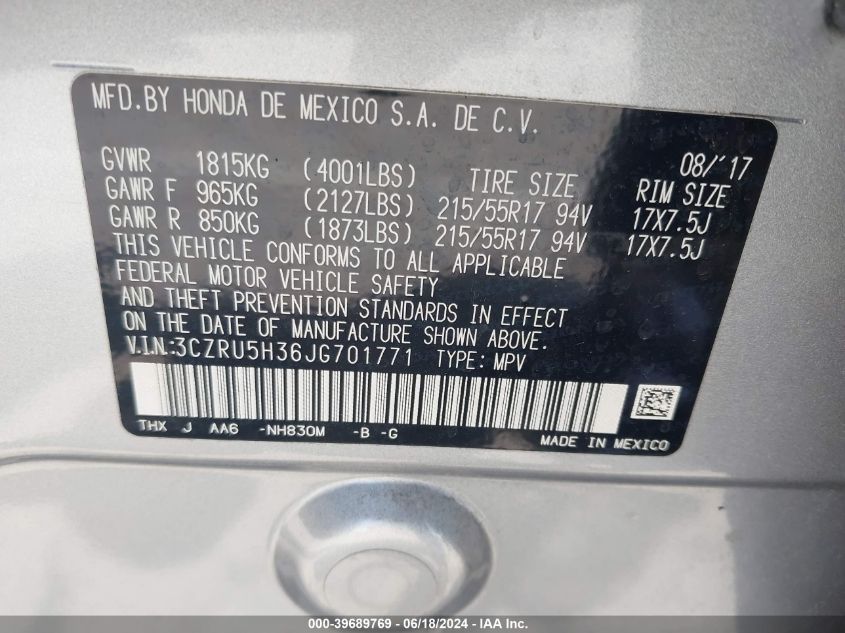 MFD.BY HONDA DE MEXICO S.A. DE C.V.
08/'17
GVWR 1815KG (4001LBS) TIRE SIZE RIM SIZE
GAWR F 965KG (2127LBS) 215/55R17 94V 17X7.5J
GAWR R 850KG (1873LBS) 215/55R17 94V 17X7.5J
THIS VEHICLE CONFORMS TO ALL APPLICABLE
FEDERAL MOTOR VEHICLE SAFETY
AND THEFT PREVENTION STANDARDS IN EFFECT
ON THE DATE OF MANUFACTURE SHOWN ABOVE.
V.I.N:3CZRU5H36JG701771 TYPE: MPV
THX J AA6 -NH830M -B -G
MADE IN MEXICO
000-39689769 - 06/18/2024 - IAA Inc.